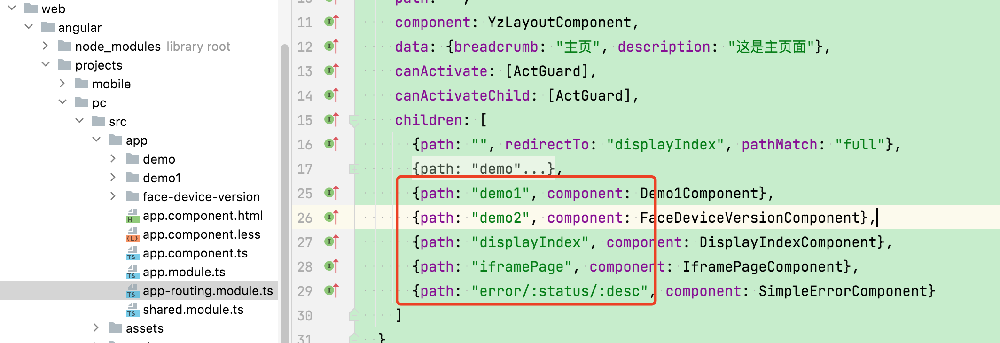 web
angular
node_modules library root
projects
mobile
pc
src
app
demo
demo1
face-device-version
app.component.html
app.component.less
app.component.ts
app.module.ts
app-routing.module.ts
shared.module.ts
assets
11 component: YzLayoutComponent,
12 data: {breadcrumb: "主页", description: "这是主页面"},
13 canActivate: [ActGuard],
14 canActivateChild: [ActGuard],
15 children: [
16 {path: "", redirectTo: "displayIndex", pathMatch: "full"},
17 {path: "demo"...},
25 {path: "demo1", component: Demo1Component},
26 {path: "demo2", component: FaceDeviceVersionComponent},
27 {path: "displayIndex", component: DisplayIndexComponent},
28 {path: "iframePage", component: IframePageComponent},
29 {path: "error/:status/:desc", component: SimpleErrorComponent}
30 ]
31 }